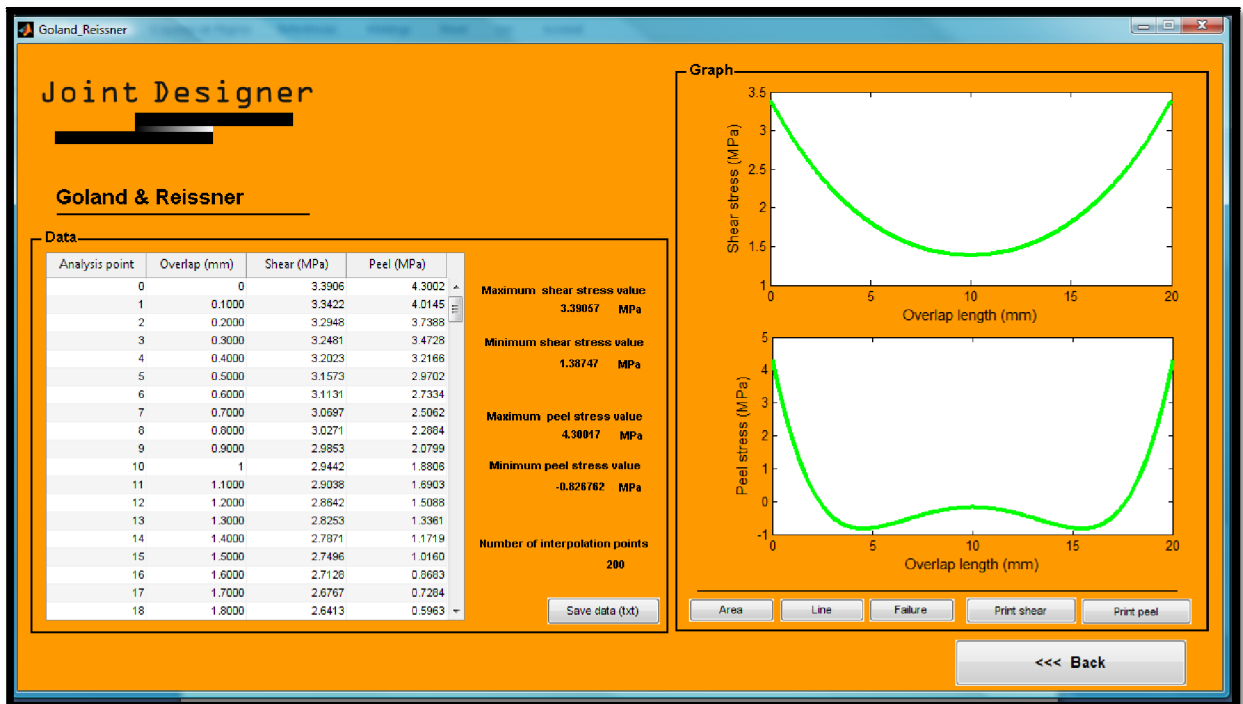 Goland_Reissner
Joint Designer
Goland & Reissner
Data
Analysis point Overlap (mm) Shear (MPa) Peel (MPa)
0 0 3.3906 4.3002
1 0.1000 3.3422 4.0145
2 0.2000 3.2948 3.7388
3 0.3000 3.2481 3.4728
4 0.4000 3.2023 3.2166
5 0.5000 3.1573 2.9702
6 0.6000 3.1131 2.7334
7 0.7000 3.0697 2.5062
8 0.8000 3.0271 2.2884
9 0.9000 2.9853 2.0799
10 1 2.9442 1.8806
11 1.1000 2.9038 1.6903
12 1.2000 2.8642 1.5088
13 1.3000 2.8253 1.3361
14 1.4000 2.7871 1.1719
15 1.5000 2.7496 1.0160
16 1.6000 2.7128 0.8683
17 1.7000 2.6767 0.7284
18 1.8000 2.6413 0.5963
Maximum shear stress value
3.39057 MPa
Minimum shear stress value
1.38747 MPa
Maximum peel stress value
4.30017 MPa
Minimum peel stress value
-0.826762 MPa
Number of interpolation points
200
Save data (txt)
Graph
3.5
3
2.5
2
1.5
1
Shear stress (MPa)
0 5 10 15 20
Overlap length (mm)
5
4
3
2
1
0
-1
Peel stress (MPa)
0 5 10 15 20
Overlap length (mm)
Area Line Failure Print shear Print peel
<<< Back